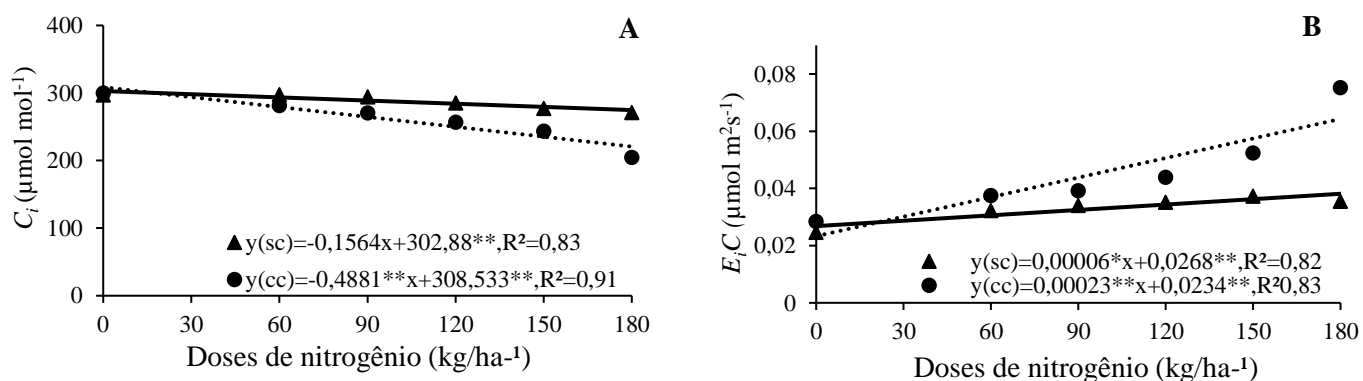 A
400
300
200
100
0
C_i (µmol mol⁻¹)
y(sc)=-0,1564x+302,88**,R²=0,83
y(cc)=-0,4881**x+308,533**,R²=0,91
0 30 60 90 120 150 180
Doses de nitrogênio (kg/ha-¹)
B
0,08
0,06
0,04
0,02
0
E_iC (µmol m²s⁻¹)
y(sc)=0,00006*x+0,0268**,R²=0,82
y(cc)=0,00023**x+0,0234**,R²0,83
0 30 60 90 120 150 180
Doses de nitrogênio (kg/ha-¹)